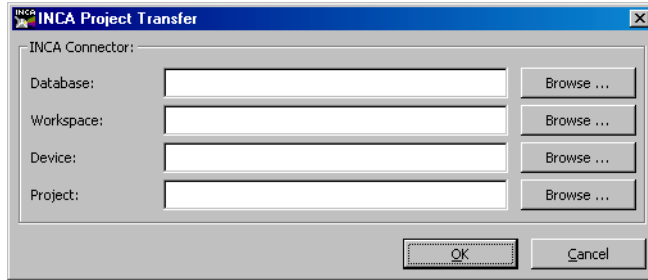 INCA Project Transfer
INCA Connector:
Database: Browse ...
Workspace: Browse ...
Device: Browse ...
Project: Browse ...
OK Cancel